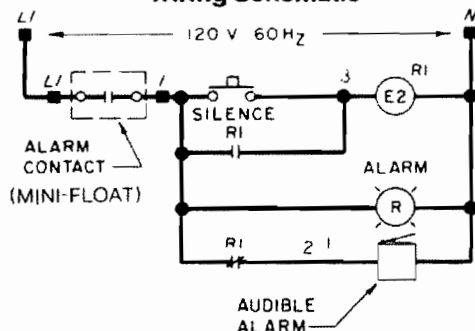 Wiring Schematic
L1
120 V 60Hz
N
L1
1
3
R1
E2
SILENCE
R1
ALARM
CONTACT
(MINI-FLOAT)
ALARM
R
R1
2 1
AUDIBLE
ALARM